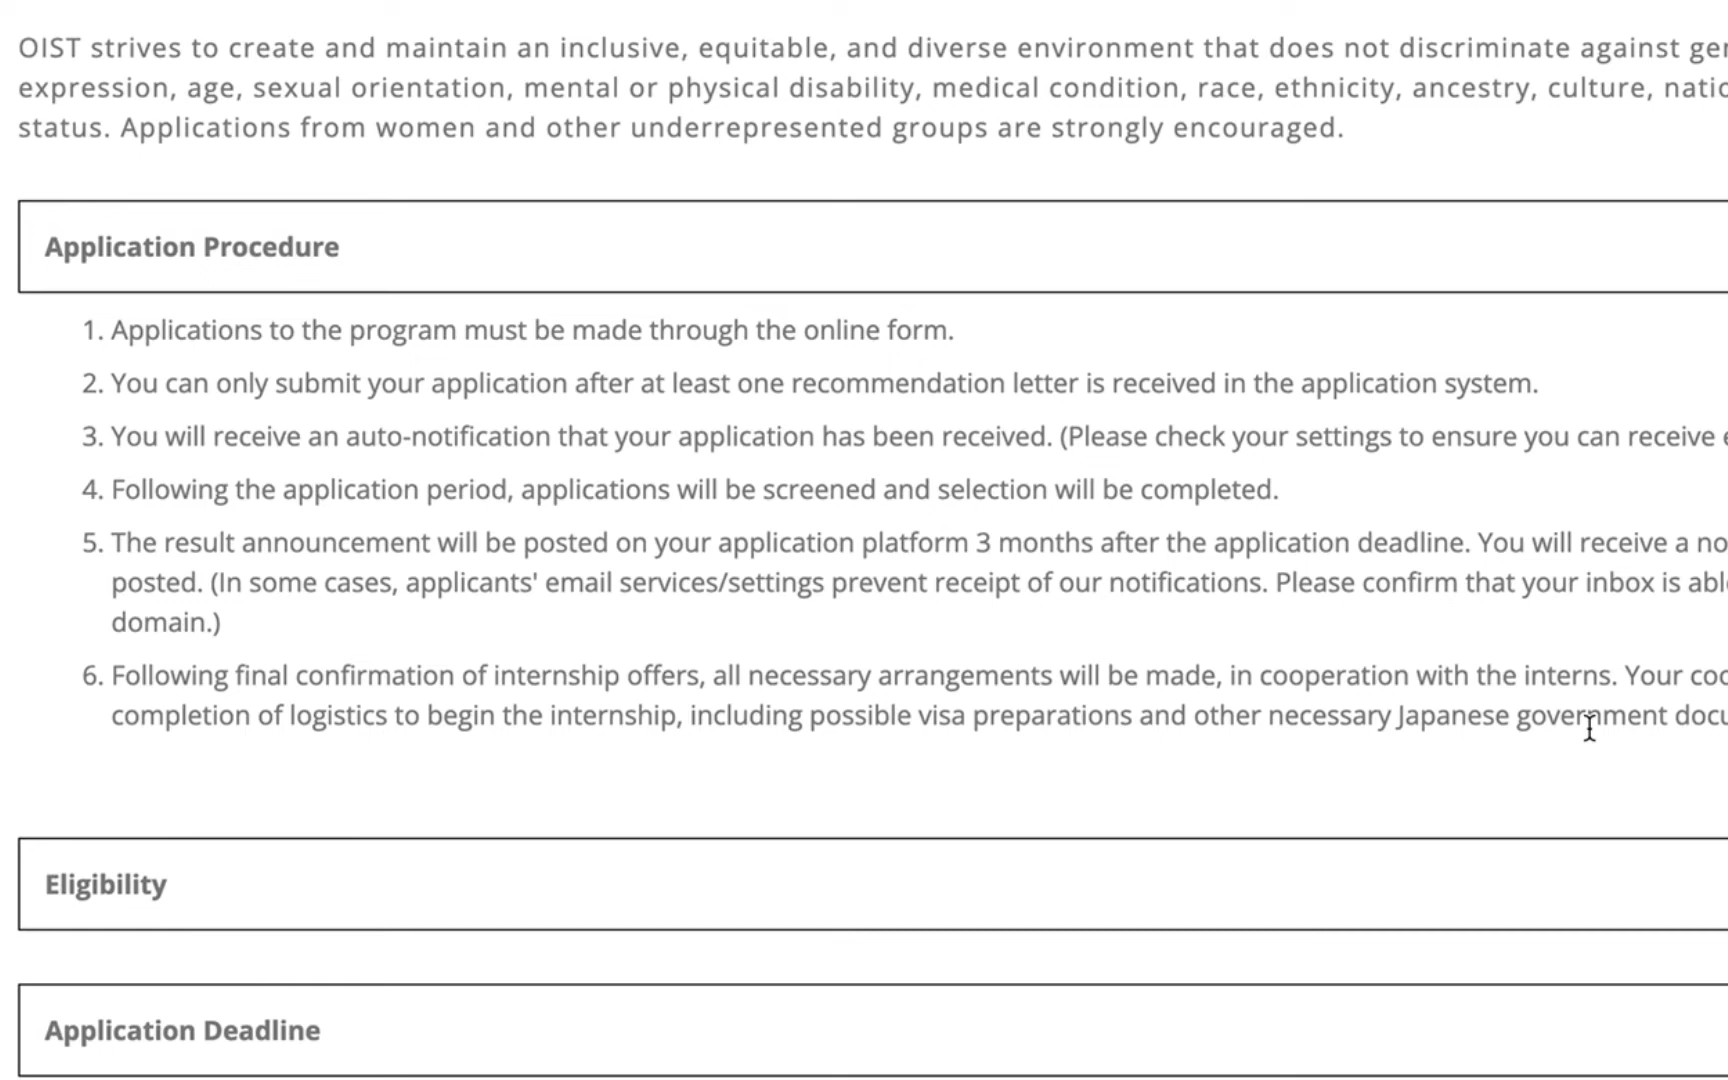 OIST strives to create and maintain an inclusive, equitable, and diverse environment that does not discriminate against
expression, age, sexual orientation, mental or physical disability, medical condition, race, ethnicity, ancestry, culture,
status. Applications from women and other underrepresented groups are strongly encouraged.
Application Procedure
1. Applications to the program must be made through the online form.
2. You can only submit your application after at least one recommendation letter is received in the application system.
3. You will receive an auto-notification that your application has been received. (Please check your settings to ensure you can receive
4. Following the application period, applications will be screened and selection will be completed.
5. The result announcement will be posted on your application platform 3 months after the application deadline. You will receive a
posted. (In some cases, applicants' email services/settings prevent receipt of our notifications. Please confirm that your inbox is
domain.)
6. Following final confirmation of internship offers, all necessary arrangements will be made, in cooperation with the interns. Your
completion of logistics to begin the internship, including possible visa preparations and other necessary Japanese government
Eligibility
Application Deadline